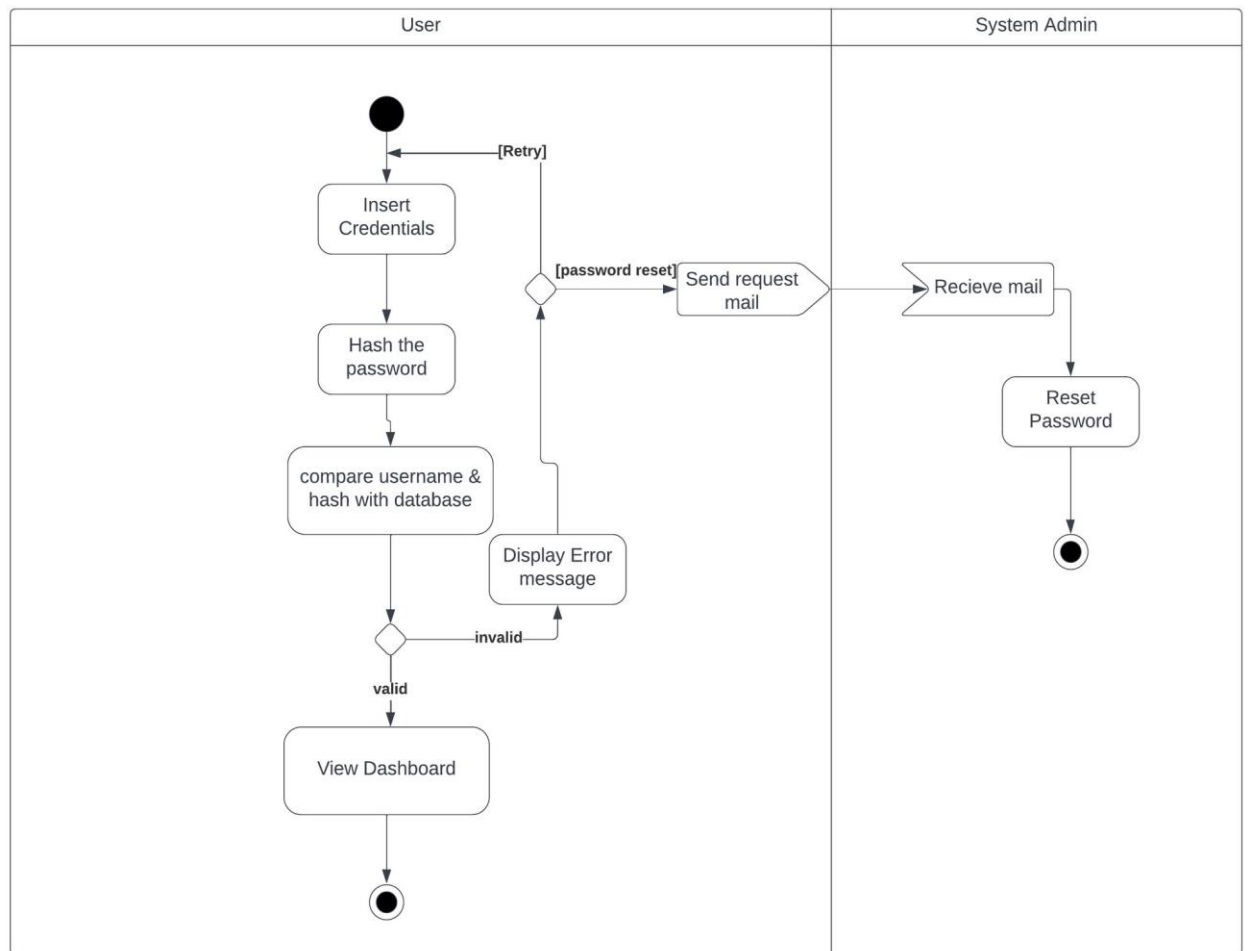 User
System Admin
[Retry]
Insert
Credentials
[password reset]
Send request
mail
Recieve mail
Hash the
password
Reset
Password
compare username &
hash with database
Display Error
message
invalid
valid
View Dashboard